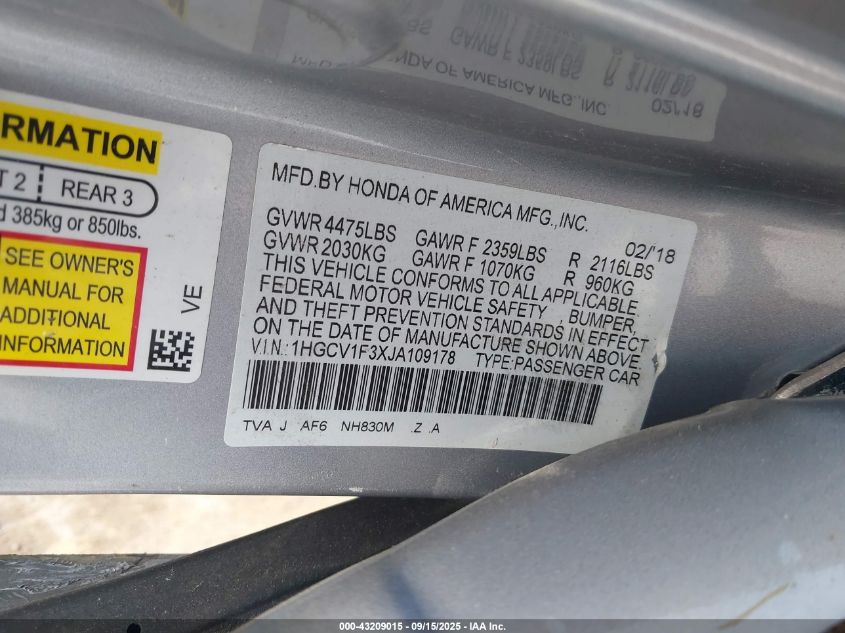 RMATION
T 2 REAR 3
d 385kg or 850lbs.
SEE OWNER'S
MANUAL FOR
ADDITIONAL
INFORMATION
VE
MFD.BY HONDA OF AMERICA MFG.,INC.
02/'18
GVWR 4475LBS GAWR F 2359LBS R 2116LBS
GVWR 2030KG GAWR F 1070KG R 960KG
THIS VEHICLE CONFORMS TO ALL APPLICABLE
FEDERAL MOTOR VEHICLE SAFETY , BUMPER,
AND THEFT PREVENTION STANDARDS IN EFFECT
ON THE DATE OF MANUFACTURE SHOWN ABOVE.
V.I.N.:1HGCV1F3XJA109178 TYPE:PASSENGER CAR
TVA J AF6 NH830M .Z .A
000-43209015 - 09/15/2025 - IAA Inc.